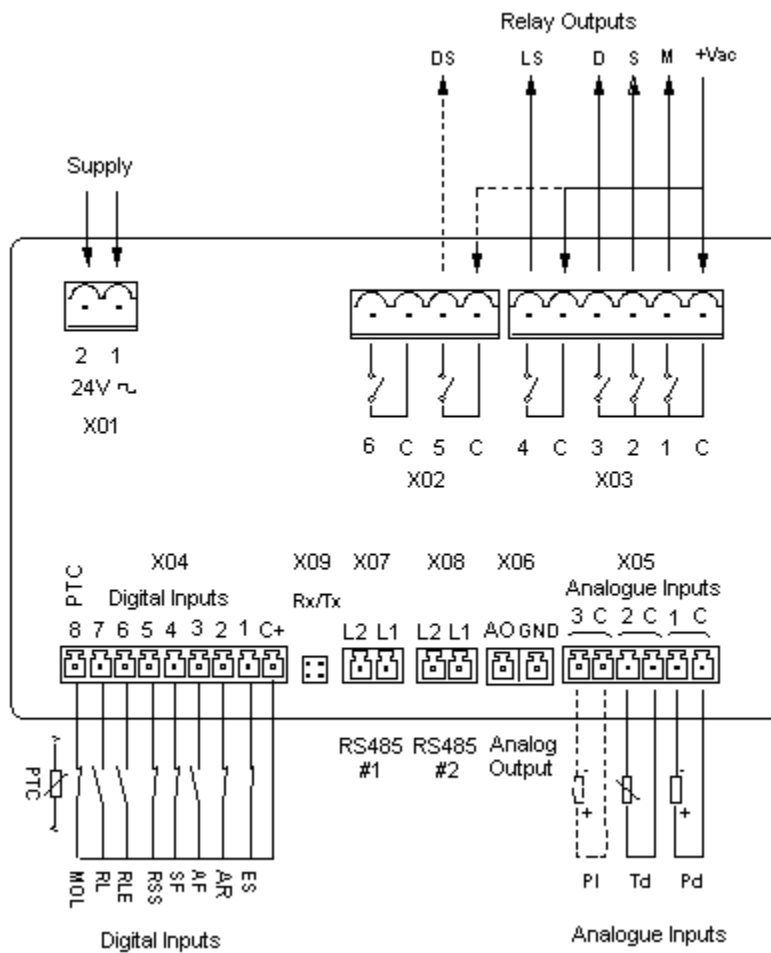 Relay Outputs
DS LS D S M +Vac
Supply
2 1
24V
X01
6 C 5 C 4 C 3 2 1 C
X02 X03
X04 X09 X07 X08 X06 X05
PTC
Digital Inputs Rx/Tx Analogue Inputs
8 7 6 5 4 3 2 1 C+ L2 L1 L2 L1 AO GND 3 C 2 C 1 C
RS485 RS485 Analog
#1 #2 Output
PTC
- -
+ +
MOL RL RLE RSS SF AF AR ES
PI Td Pd
Digital Inputs Analogue Inputs